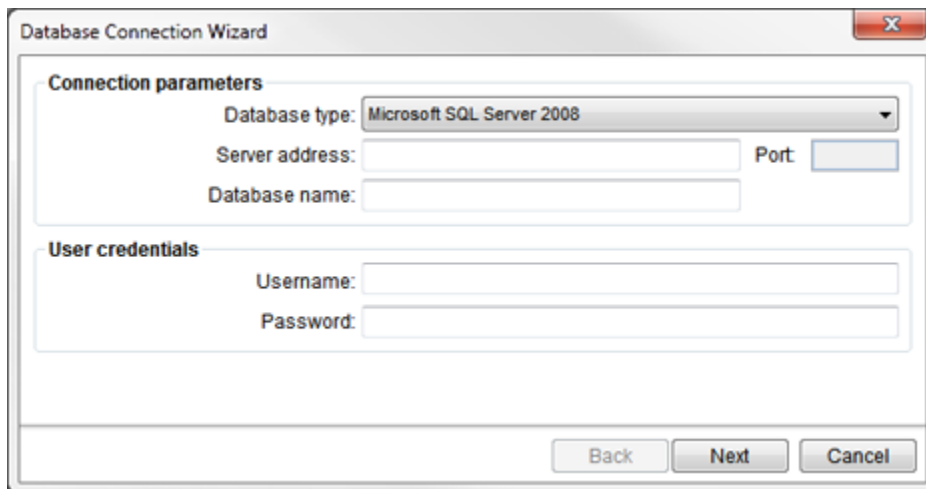 Database Connection Wizard
Connection parameters
Database type: Microsoft SQL Server 2008
Server address: Port:
Database name:
User credentials
Username:
Password:
Back Next Cancel